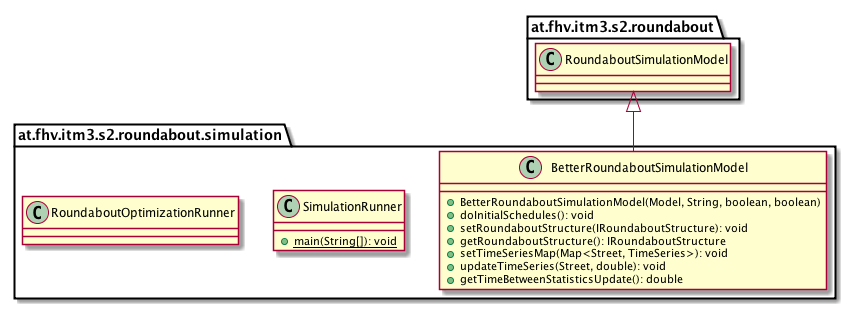 at.fhv.itm3.s2.roundabout
C RoundaboutSimulationModel
at.fhv.itm3.s2.roundabout.simulation
C RoundaboutOptimizationRunner
C SimulationRunner
main(String[]): void
C BetterRoundaboutSimulationModel
BetterRoundaboutSimulationModel(Model, String, boolean, boolean)
doInitialSchedules(): void
setRoundaboutStructure(IRoundaboutStructure): void
getRoundaboutStructure(): IRoundaboutStructure
setTimeSeriesMap(Map<Street, TimeSeries>): void
updateTimeSeries(Street, double): void
getTimeBetweenStatisticsUpdate(): double